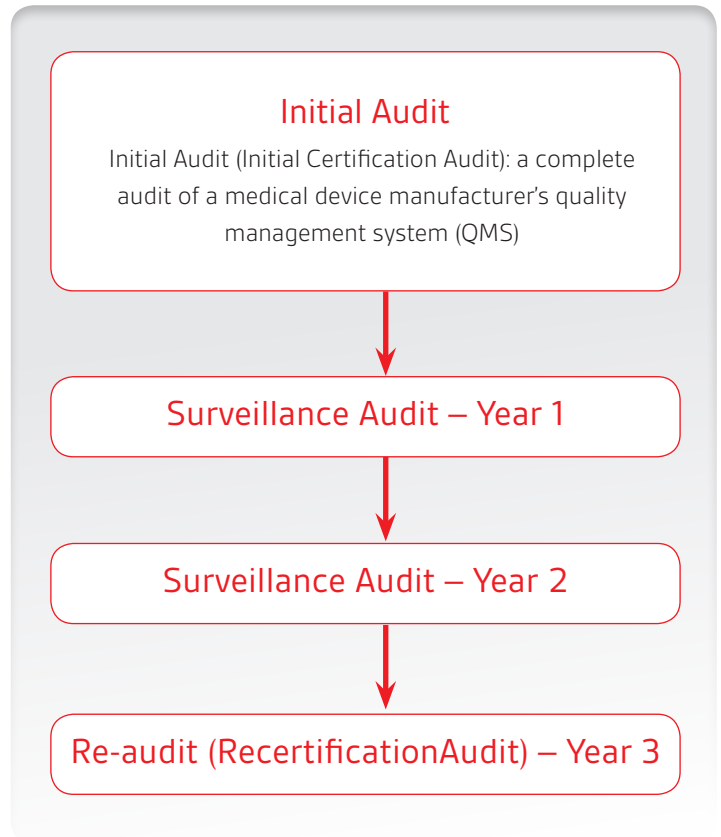 Initial Audit
Initial Audit (Initial Certification Audit): a complete
audit of a medical device manufacturer's quality
management system (QMS)
Surveillance Audit – Year 1
Surveillance Audit – Year 2
Re-audit (RecertificationAudit) – Year 3